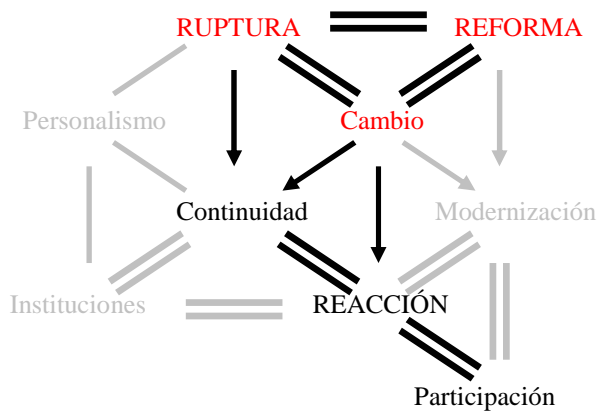 RUPTURA
REFORMA
Personalismo
Cambio
Continuidad
Modernización
Instituciones
REACCIÓN
Participación